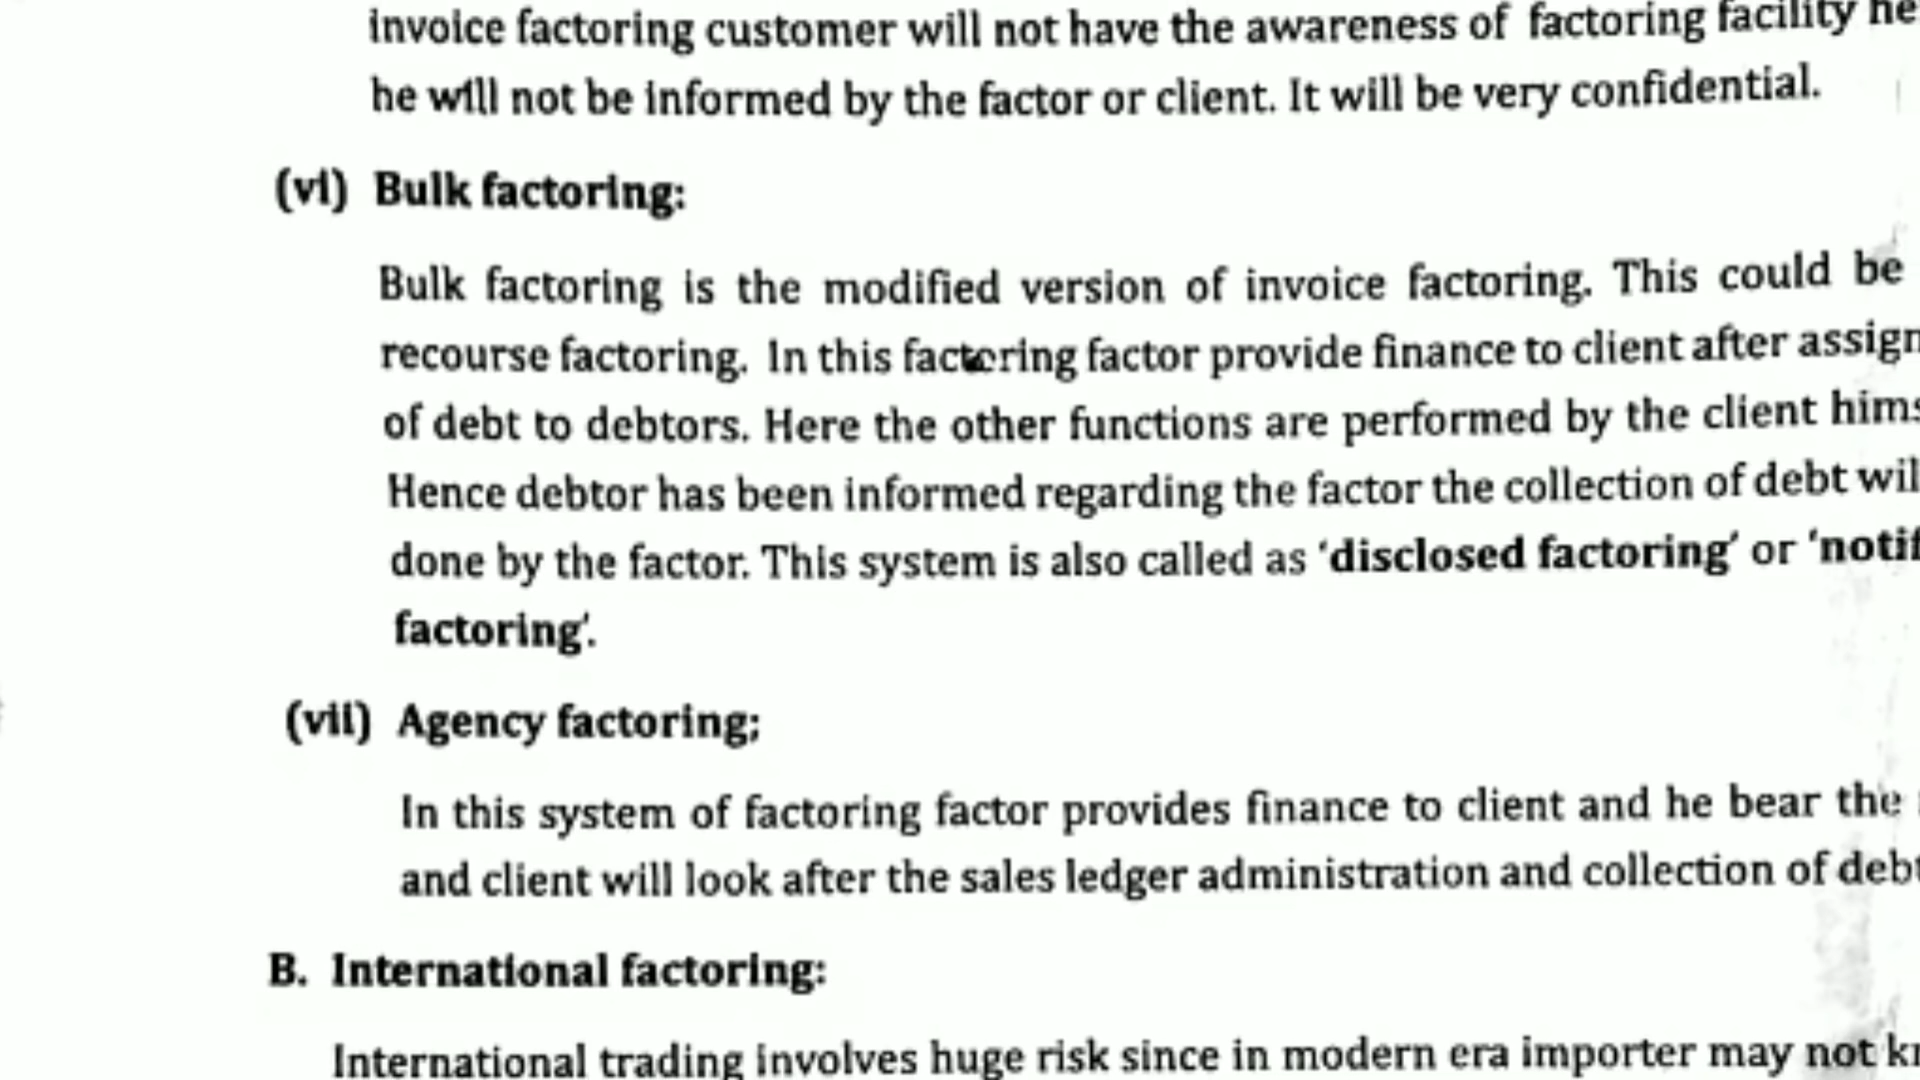 invoice factoring customer will not have the awareness of factoring facility he
he will not be informed by the factor or client. It will be very confidential.
(vi) Bulk factoring:
Bulk factoring is the modified version of invoice factoring. This could be
recourse factoring. In this factoring factor provide finance to client after assign
of debt to debtors. Here the other functions are performed by the client hims
Hence debtor has been informed regarding the factor the collection of debt wil
done by the factor. This system is also called as 'disclosed factoring' or 'notif
factoring'.
(vii) Agency factoring;
In this system of factoring factor provides finance to client and he bear the
and client will look after the sales ledger administration and collection of debt
B. International factoring:
International trading involves huge risk since in modern era importer may not kn